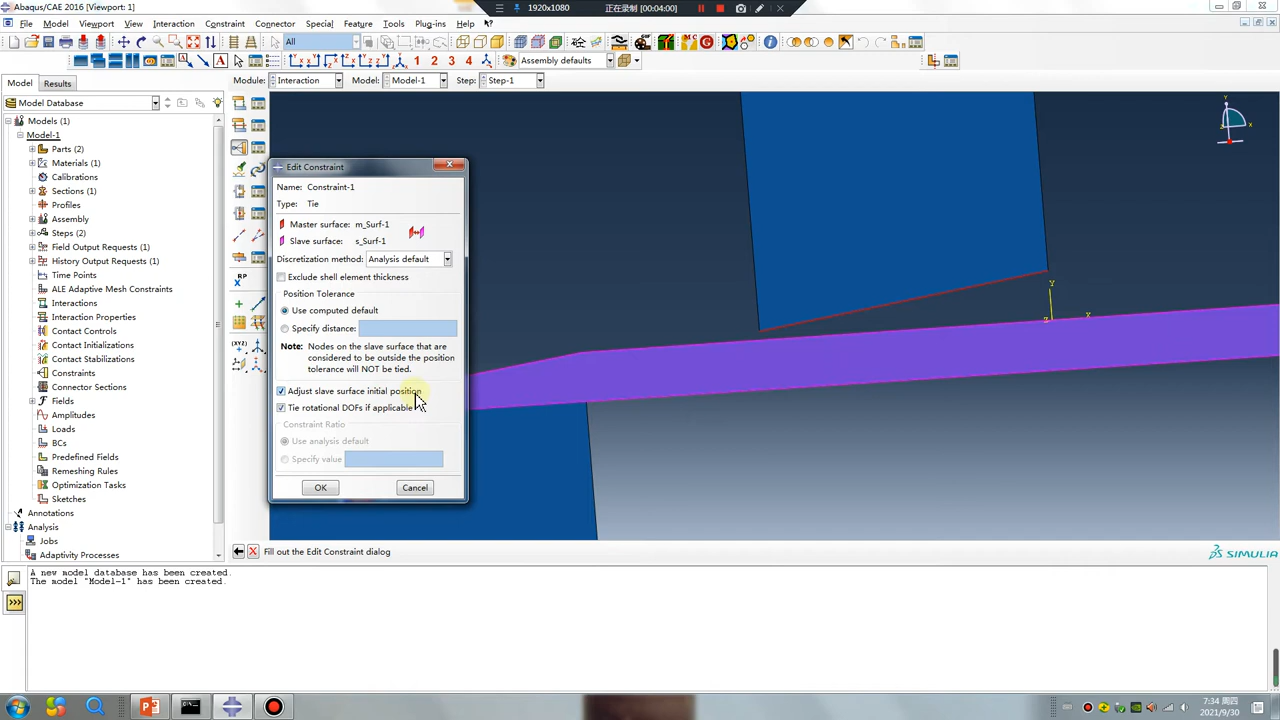 Abaqus/CAE 2016 [Viewport: 1]
1920x1080
正在录制 [00:04:00]
File Model Viewport View Interaction Constraint Connector Special Feature Tools Plug-ins Help
All
1 2 3 4
Assembly defaults
Model Results
Module: Interaction Model: Model-1 Step: Step-1
Model Database
Models (1)
Model-1
Parts (2)
Materials (1)
Calibrations
Sections (1)
Profiles
Assembly
Steps (2)
Field Output Requests (1)
History Output Requests (1)
Time Points
ALE Adaptive Mesh Constraints
Interactions
Interaction Properties
Contact Controls
Contact Initializations
Contact Stabilizations
Constraints
Connector Sections
Fields
Amplitudes
Loads
BCs
Predefined Fields
Remeshing Rules
Optimization Tasks
Sketches
Annotations
Analysis
Jobs
Adaptivity Processes
RP
(XYZ)
Edit Constraint
Name: Constraint-1
Type: Tie
Master surface: m_Surf-1
Slave surface: s_Surf-1
Discretization method: Analysis default
Exclude shell element thickness
Position Tolerance
Use computed default
Specify distance:
Note: Nodes on the slave surface that are
considered to be outside the position
tolerance will NOT be tied.
Adjust slave surface initial position
Tie rotational DOFs if applicable
Constraint Ratio
Use analysis default
Specify value
OK Cancel
Y
X
Z
Fill out the Edit Constraint dialog
SIMULIA
A new model database has been created.
The model "Model-1" has been created.
>>>
7:34 周四
2021/9/30